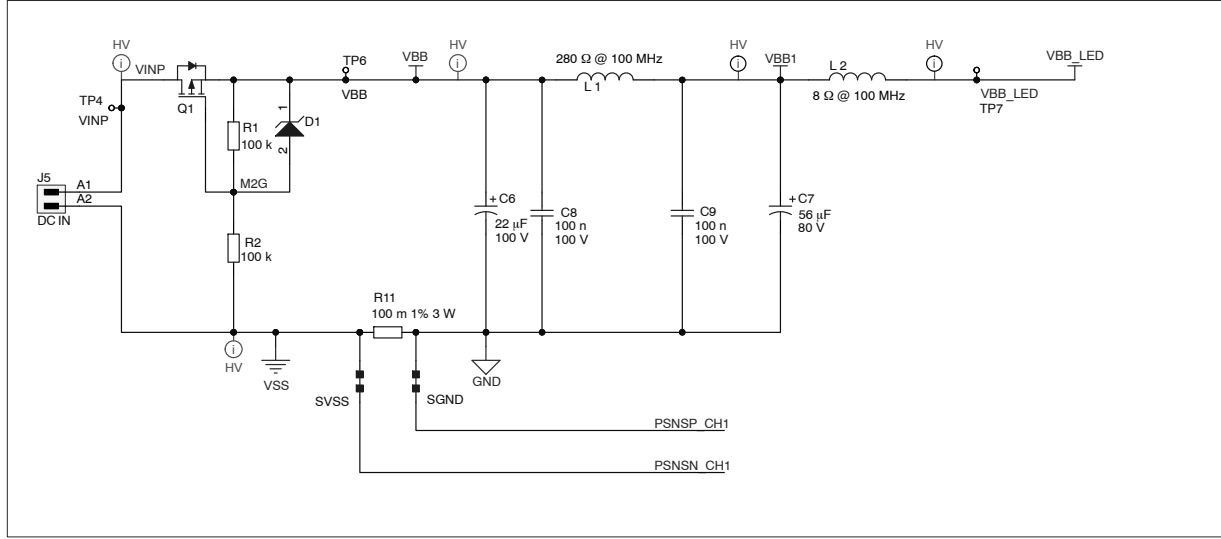 HV
VINP
TP4
VINP
Q1
TP6
VBB
VBB
HV
280 Ω @ 100 MHz
L 1
HV
VBB1
L 2
8 Ω @ 100 MHz
HV
VBB_LED
TP7
VBB_LED
R1
100 k
1
D1
2
M2G
J5
A1
A2
DC IN
R2
100 k
+ C6
22 µF
100 V
C8
100 n
100 V
C9
100 n
100 V
+ C7
56 µF
80 V
R11
100 m 1% 3 W
HV
VSS
GND
SVSS
SGND
PSNSP_CH1
PSNSN_CH1